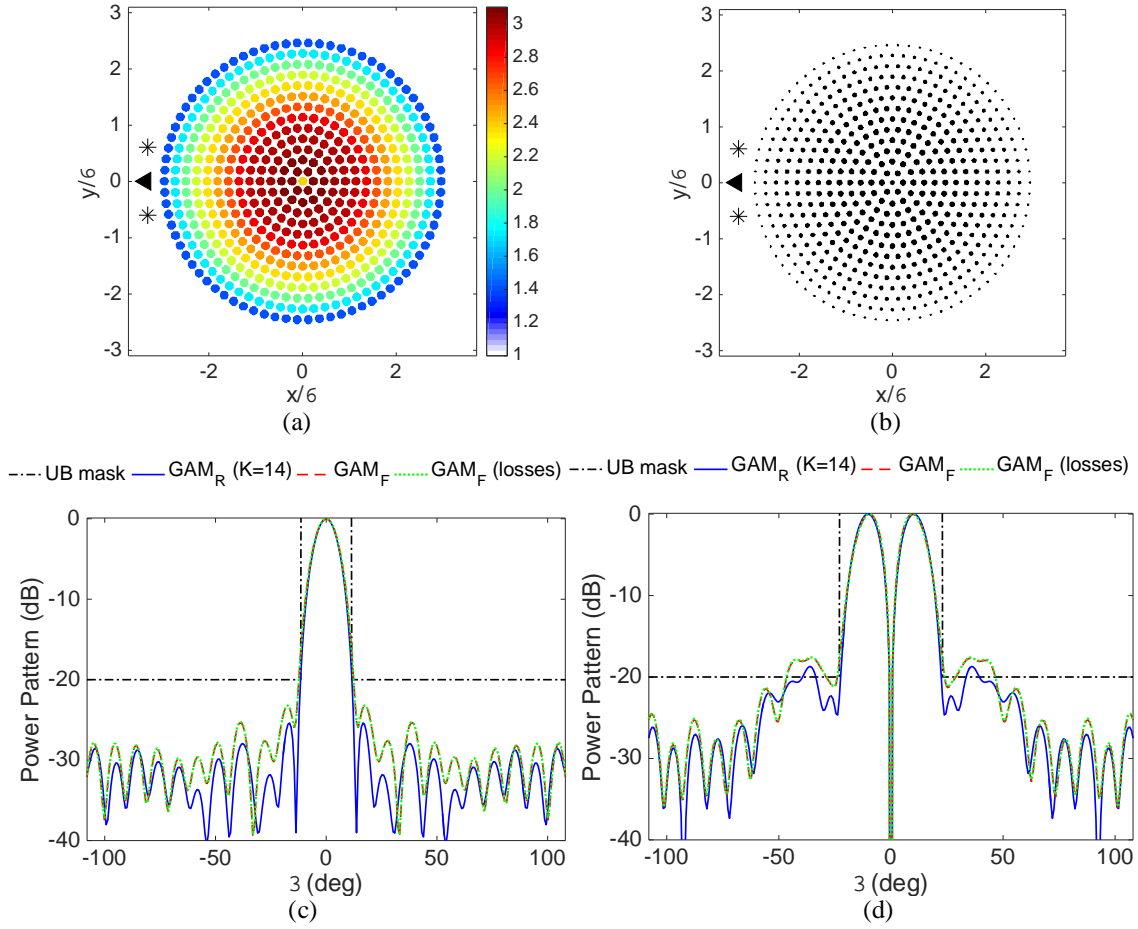 3
2
1
0
-1
-2
-3
y/6
-2 0 2
x/6
3
2.8
2.6
2.4
2.2
2
1.8
1.6
1.4
1.2
1
(a)
3
2
1
0
-1
-2
-3
y/6
-2 0 2
x/6
(b)
UB mask GAM_R (K=14) GAM_F GAM_F (losses)
0
-10
-20
-30
-40
Power Pattern (dB)
-100 -50 0 50 100
3 (deg)
(c)
UB mask GAM_R (K=14) GAM_F GAM_F (losses)
0
-10
-20
-30
-40
Power Pattern (dB)
-100 -50 0 50 100
3 (deg)
(d)